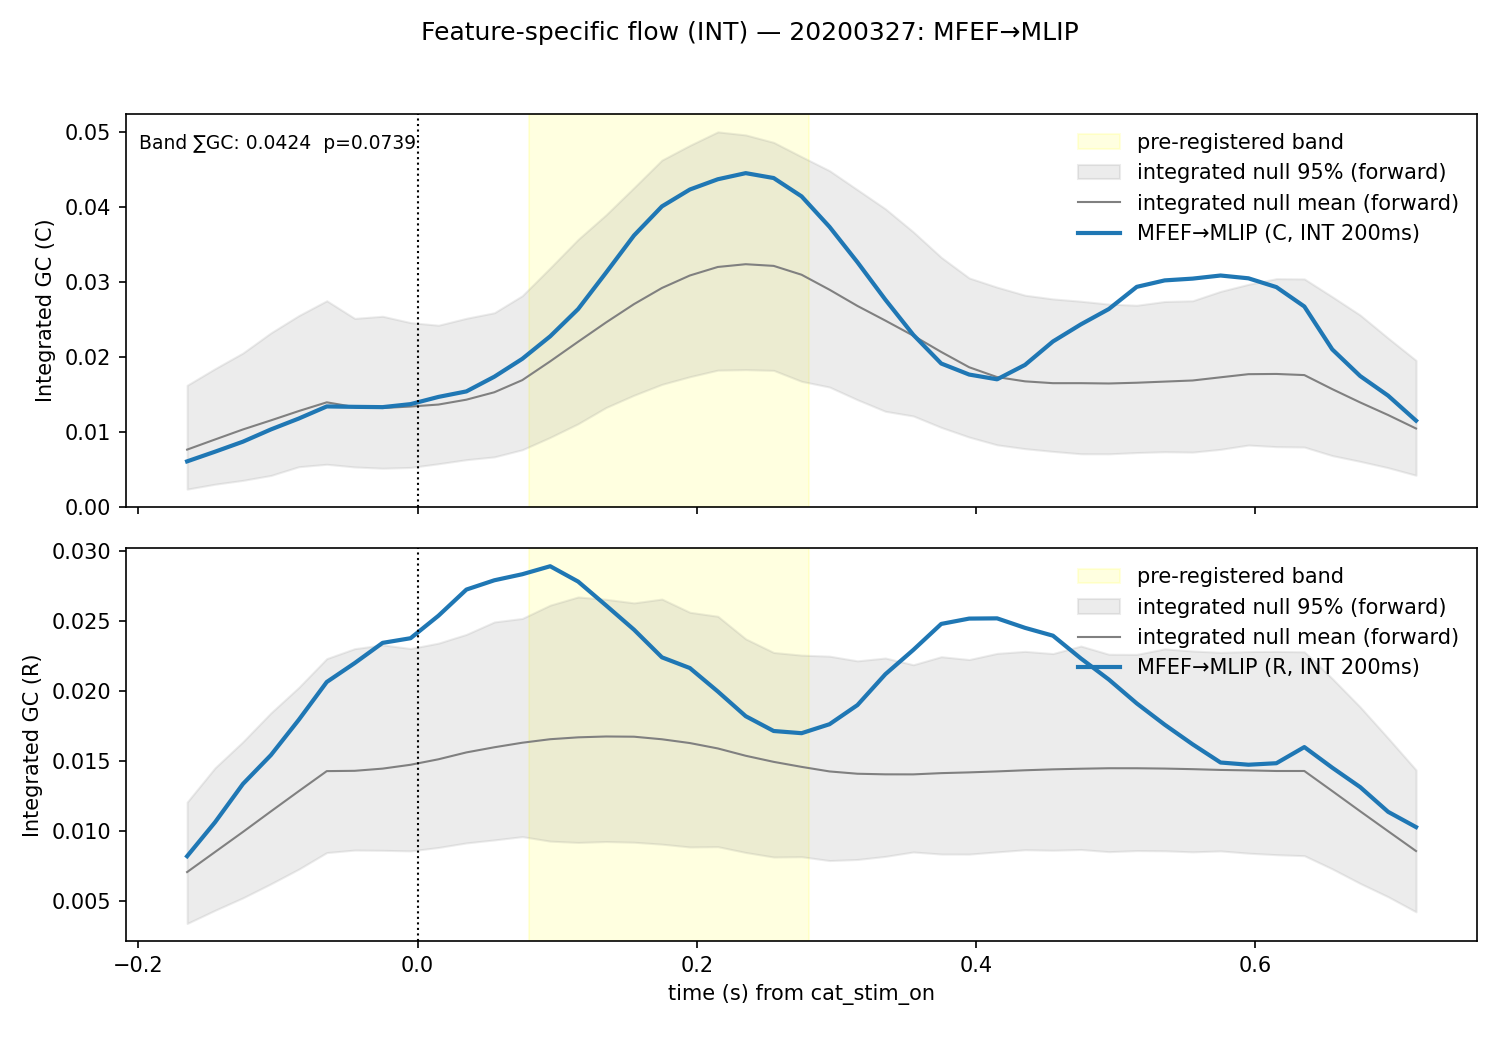 Feature-specific flow (INT) — 20200327: MFEF→MLIP
Band ∑GC: 0.0424  p=0.0739
pre-registered band
integrated null 95% (forward)
integrated null mean (forward)
MFEF→MLIP (C, INT 200ms)
Integrated GC (C)
0.05
0.04
0.03
0.02
0.01
0.00
pre-registered band
integrated null 95% (forward)
integrated null mean (forward)
MFEF→MLIP (R, INT 200ms)
Integrated GC (R)
0.030
0.025
0.020
0.015
0.010
0.005
−0.2 0.0 0.2 0.4 0.6
time (s) from cat_stim_on